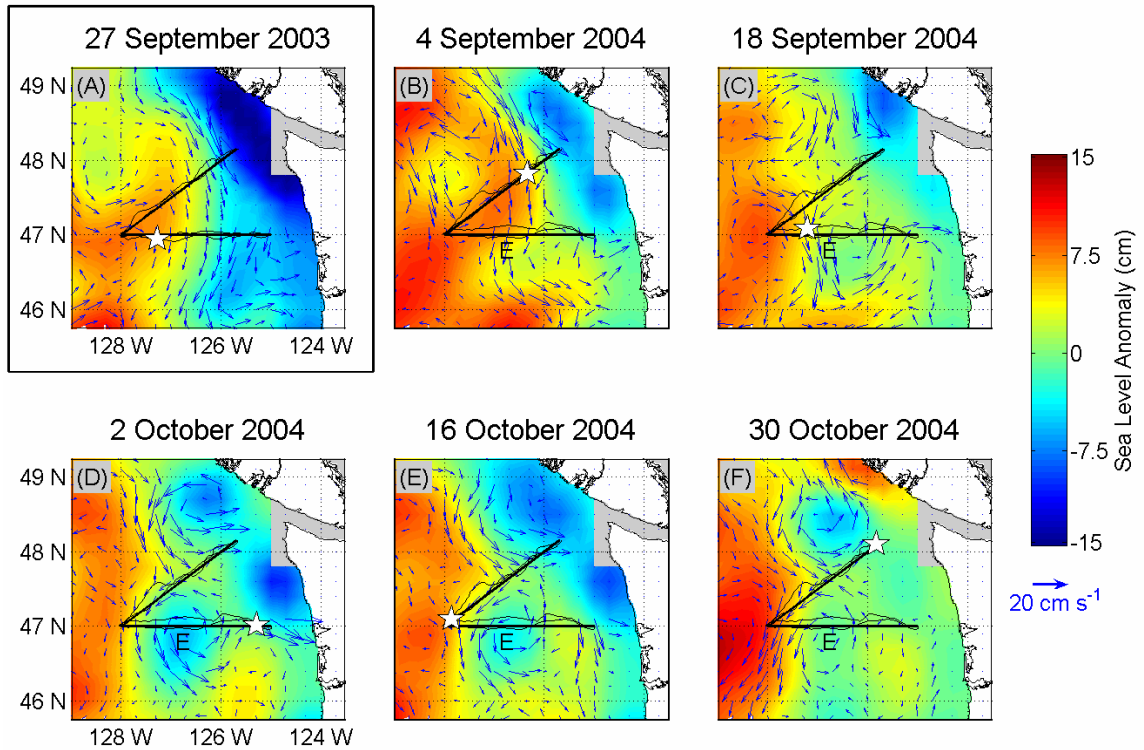 27 September 2003
4 September 2004
18 September 2004
(A)
(B)
(C)
49 N
48 N
47 N
46 N
E
E
128 W
126 W
124 W
15
7.5
0
-7.5
-15
Sea Level Anomaly (cm)
20 cm s⁻¹
2 October 2004
16 October 2004
30 October 2004
(D)
(E)
(F)
49 N
48 N
47 N
46 N
E
E
E
128 W
126 W
124 W